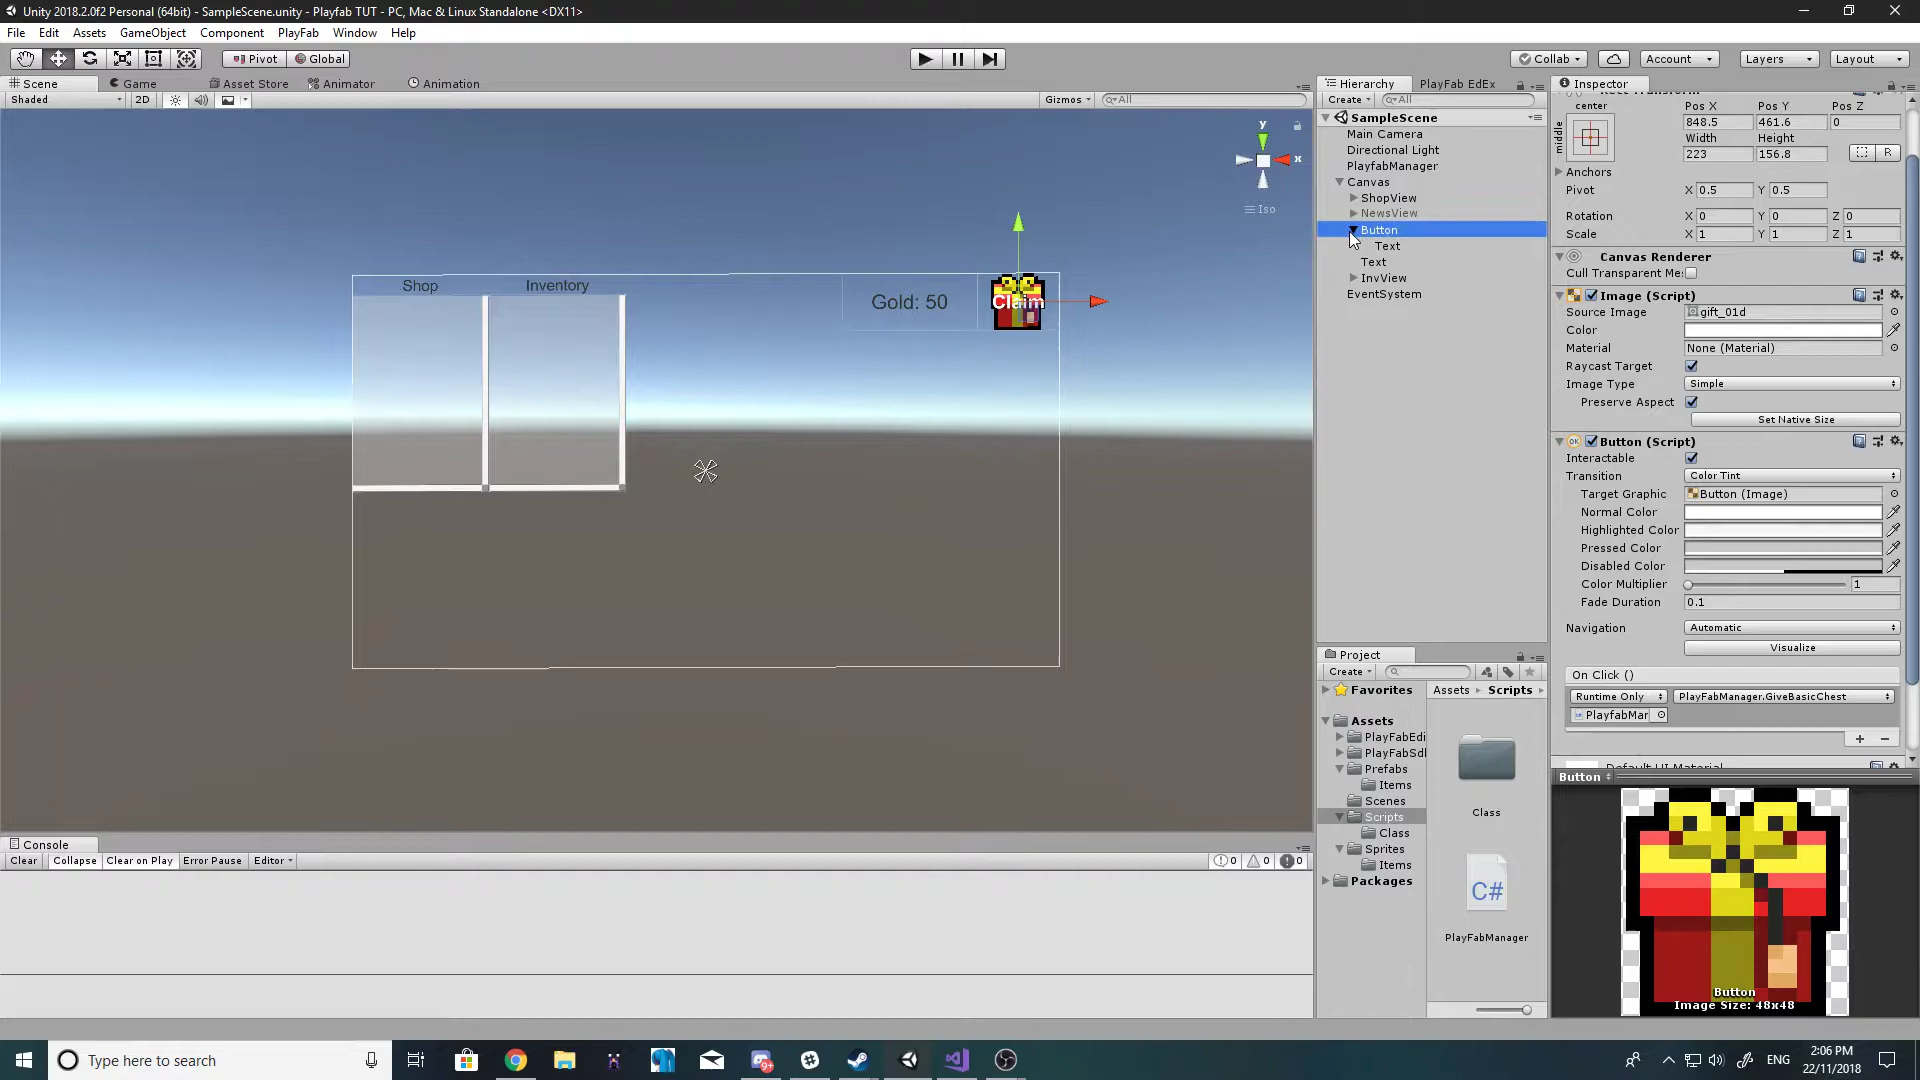 Unity 2018.2.0f2 Personal (64bit) - SampleScene.unity - Playfab TUT - PC, Mac & Linux Standalone <DX11>
File Edit Assets GameObject Component PlayFab Window Help
Pivot Global Collab Account Layers Layout
Scene Game Asset Store Animator Animation
Shaded 2D Gizmos All
y
x
Iso
Shop Inventory Gold: 50 Claim
Hierarchy PlayFab EdEx
Create All
SampleScene
Main Camera
Directional Light
PlayfabManager
Canvas
ShopView
NewsView
Button
Text
Text
InvView
EventSystem
Inspector
center Pos X Pos Y Pos Z
middle 848.5 461.6 0
Width Height
223 156.8 R
Anchors
Pivot X 0.5 Y 0.5
Rotation X 0 Y 0 Z 0
Scale X 1 Y 1 Z 1
Canvas Renderer
Cull Transparent Me
Image (Script)
Source Image gift_01d
Color
Material None (Material)
Raycast Target
Image Type Simple
Preserve Aspect
Set Native Size
OK Button (Script)
Interactable
Transition Color Tint
Target Graphic Button (Image)
Normal Color
Highlighted Color
Pressed Color
Disabled Color
Color Multiplier 1
Fade Duration 0.1
Navigation Automatic
Visualize
On Click ()
Runtime Only PlayFabManager.GiveBasicChest
PlayfabMar
+ −
Default UI Material
Button
Button
Image Size: 48x48
Project
Create
Favorites Assets Scripts
Assets
PlayFabEdi
PlayFabSdl
Prefabs
Items
Scenes
Scripts
Class
Sprites
Items
Packages
Class
C#
PlayFabManager
Console
Clear Collapse Clear on Play Error Pause Editor 0 0 0
Type here to search
9+
ENG
2:06 PM
22/11/2018